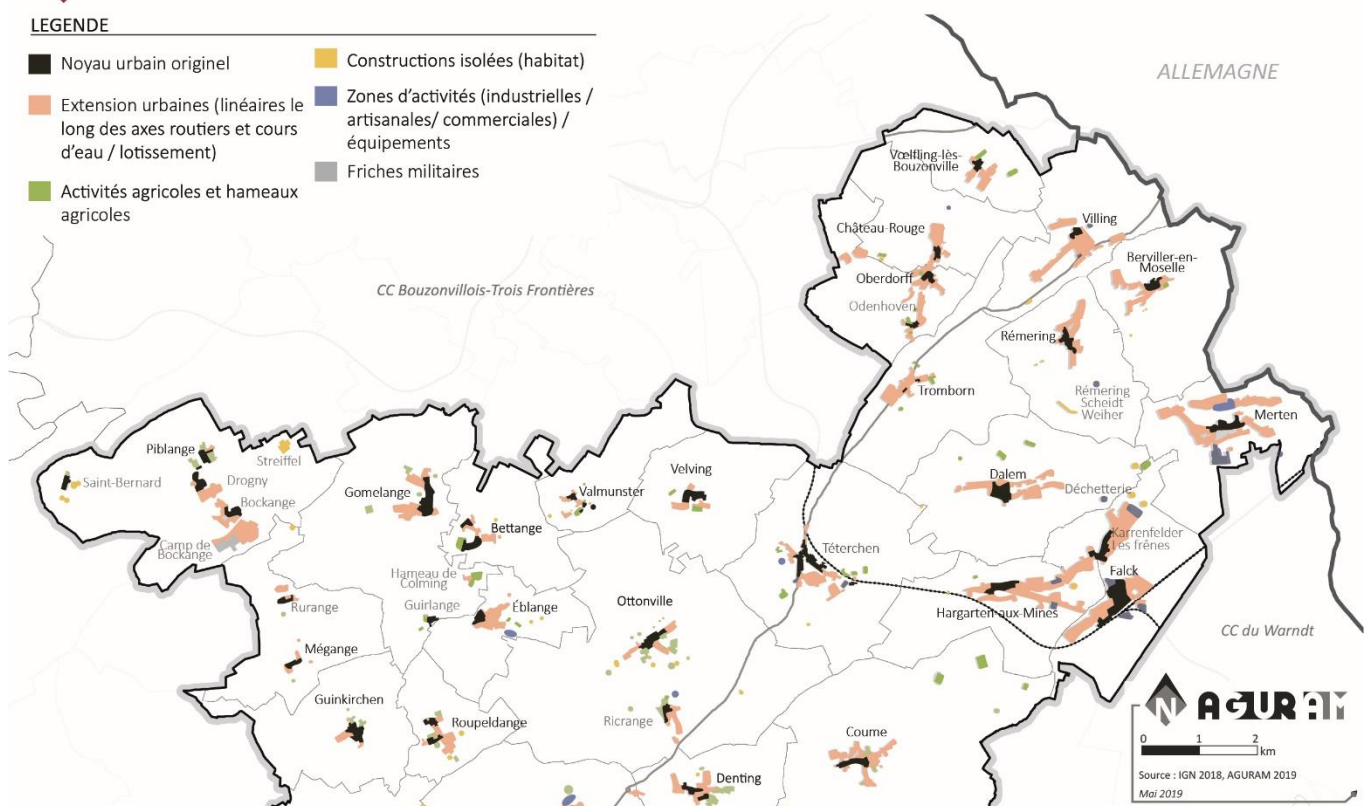 LEGENDE
Noyau urbain originel
Extension urbaines (linéaires le
long des axes routiers et cours
d'eau / lotissement)
Activités agricoles et hameaux
agricoles
Constructions isolées (habitat)
Zones d'activités (industrielles /
artisanales/ commerciales) /
équipements
Friches militaires
ALLEMAGNE
CC Bouzonvillois-Trois Frontières
Vœlfling-lès-
Bouzonville
Château-Rouge
Villing
Berviller-en-
Moselle
Oberdorff
Odenhoven
Rémering
Tromborn
Rémering
Scheidt
Weiher
Merten
Piblange
Streiffel
Saint-Bernard
Drogny
Bockange
Camp de
Bockange
Gomelange
Bettange
Valmunster
Velving
Dalem
Déchetterie
Karrenfelder
Les frênes
Téterchen
Falck
Hargarten-aux-Mines
Hameau de
Colming
Guirlange
Éblange
Ottonville
Rurange
Mégange
Guinkirchen
Roupeldange
Ricrange
Coume
Denting
CC du Warndt
N AGURAM
0 1 2
km
Source : IGN 2018, AGURAM 2019
Mai 2019